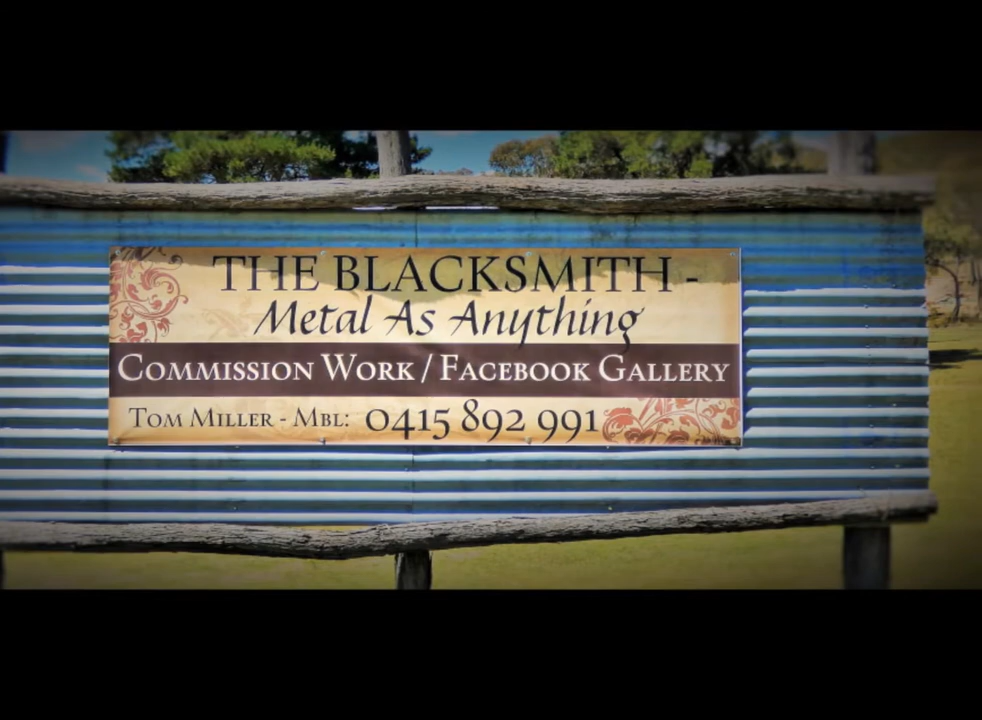 THE BLACKSMITH -
Metal As Anything
COMMISSION WORK / FACEBOOK GALLERY
TOM MILLER - MBL: 0415 892 991